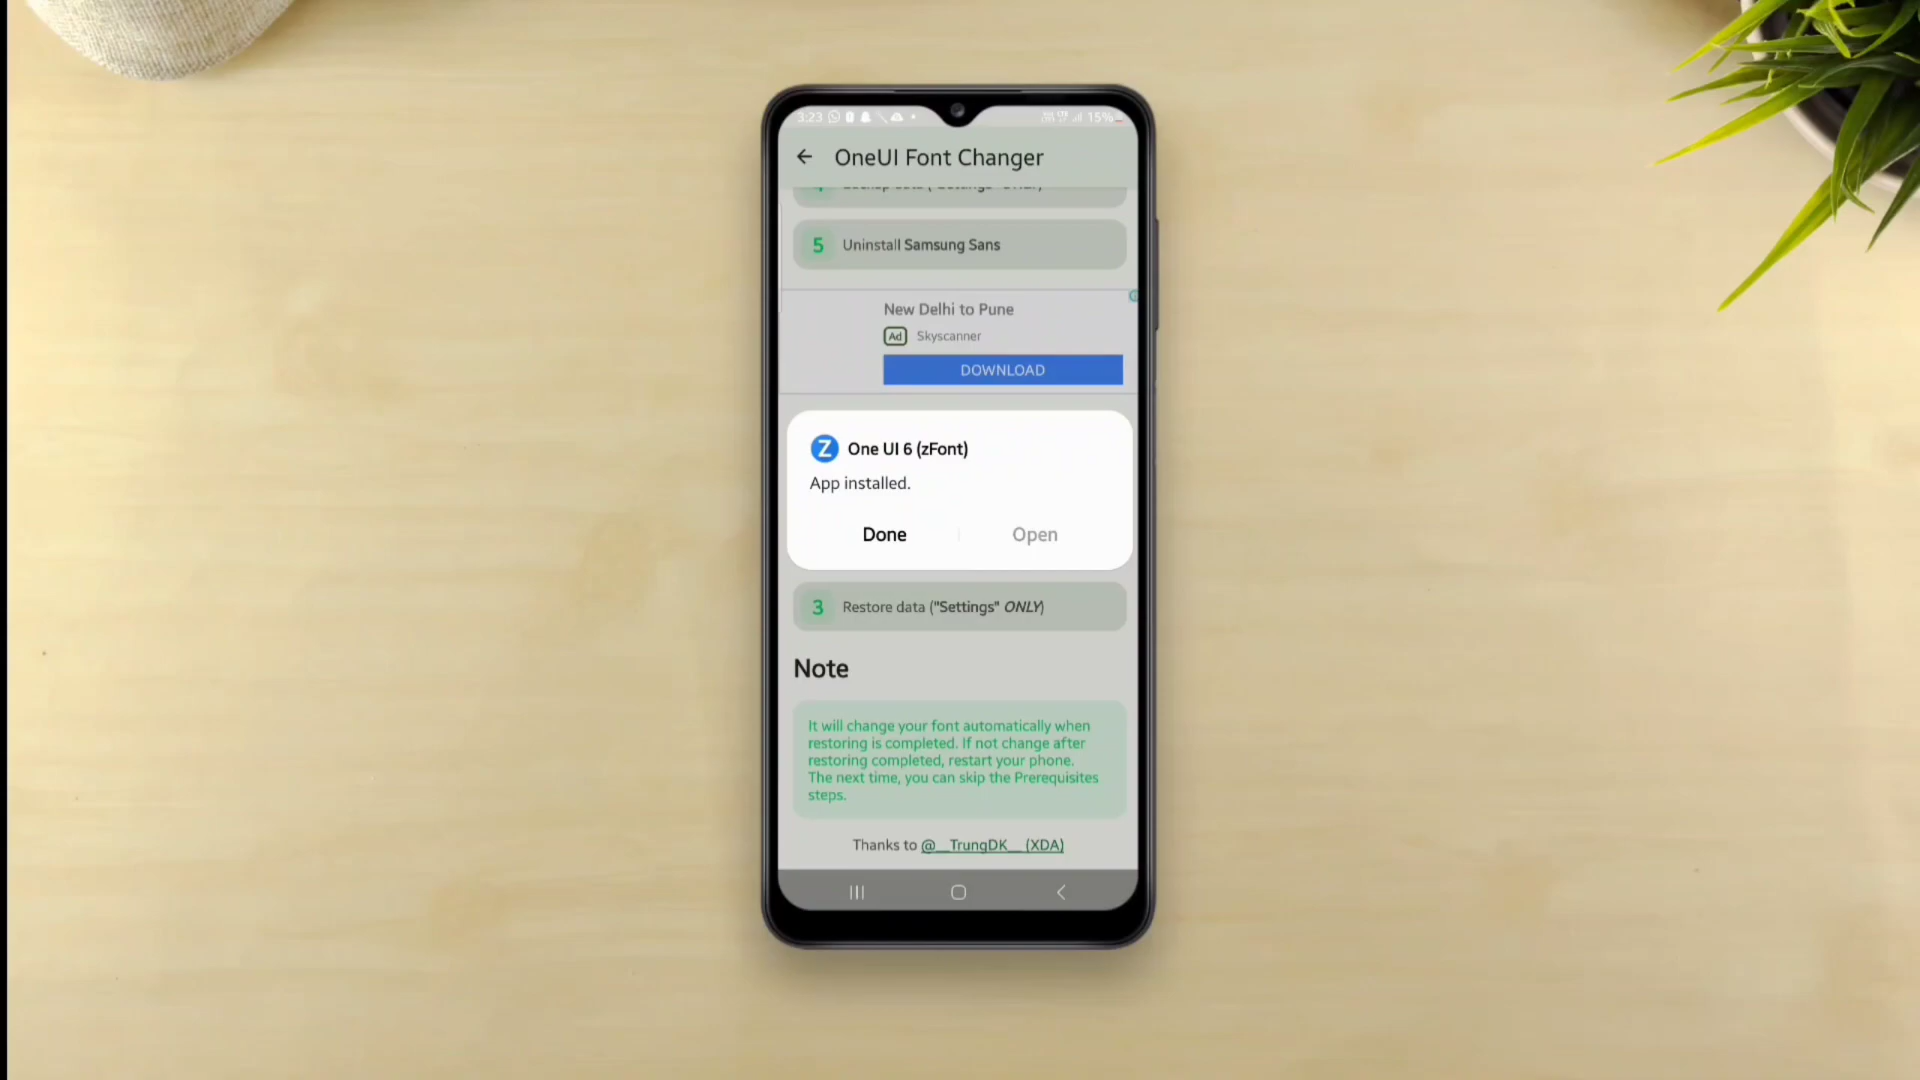 3:23
15%
OneUI Font Changer
5 Uninstall Samsung Sans
New Delhi to Pune
Ad Skyscanner
DOWNLOAD
Z One UI 6 (zFont)
App installed.
Done
Open
3 Restore data ("Settings" ONLY)
Note
It will change your font automatically when
restoring is completed. If not change after
restoring completed, restart your phone.
The next time, you can skip the Prerequisites
steps.
Thanks to @__TrungDK__ (XDA)